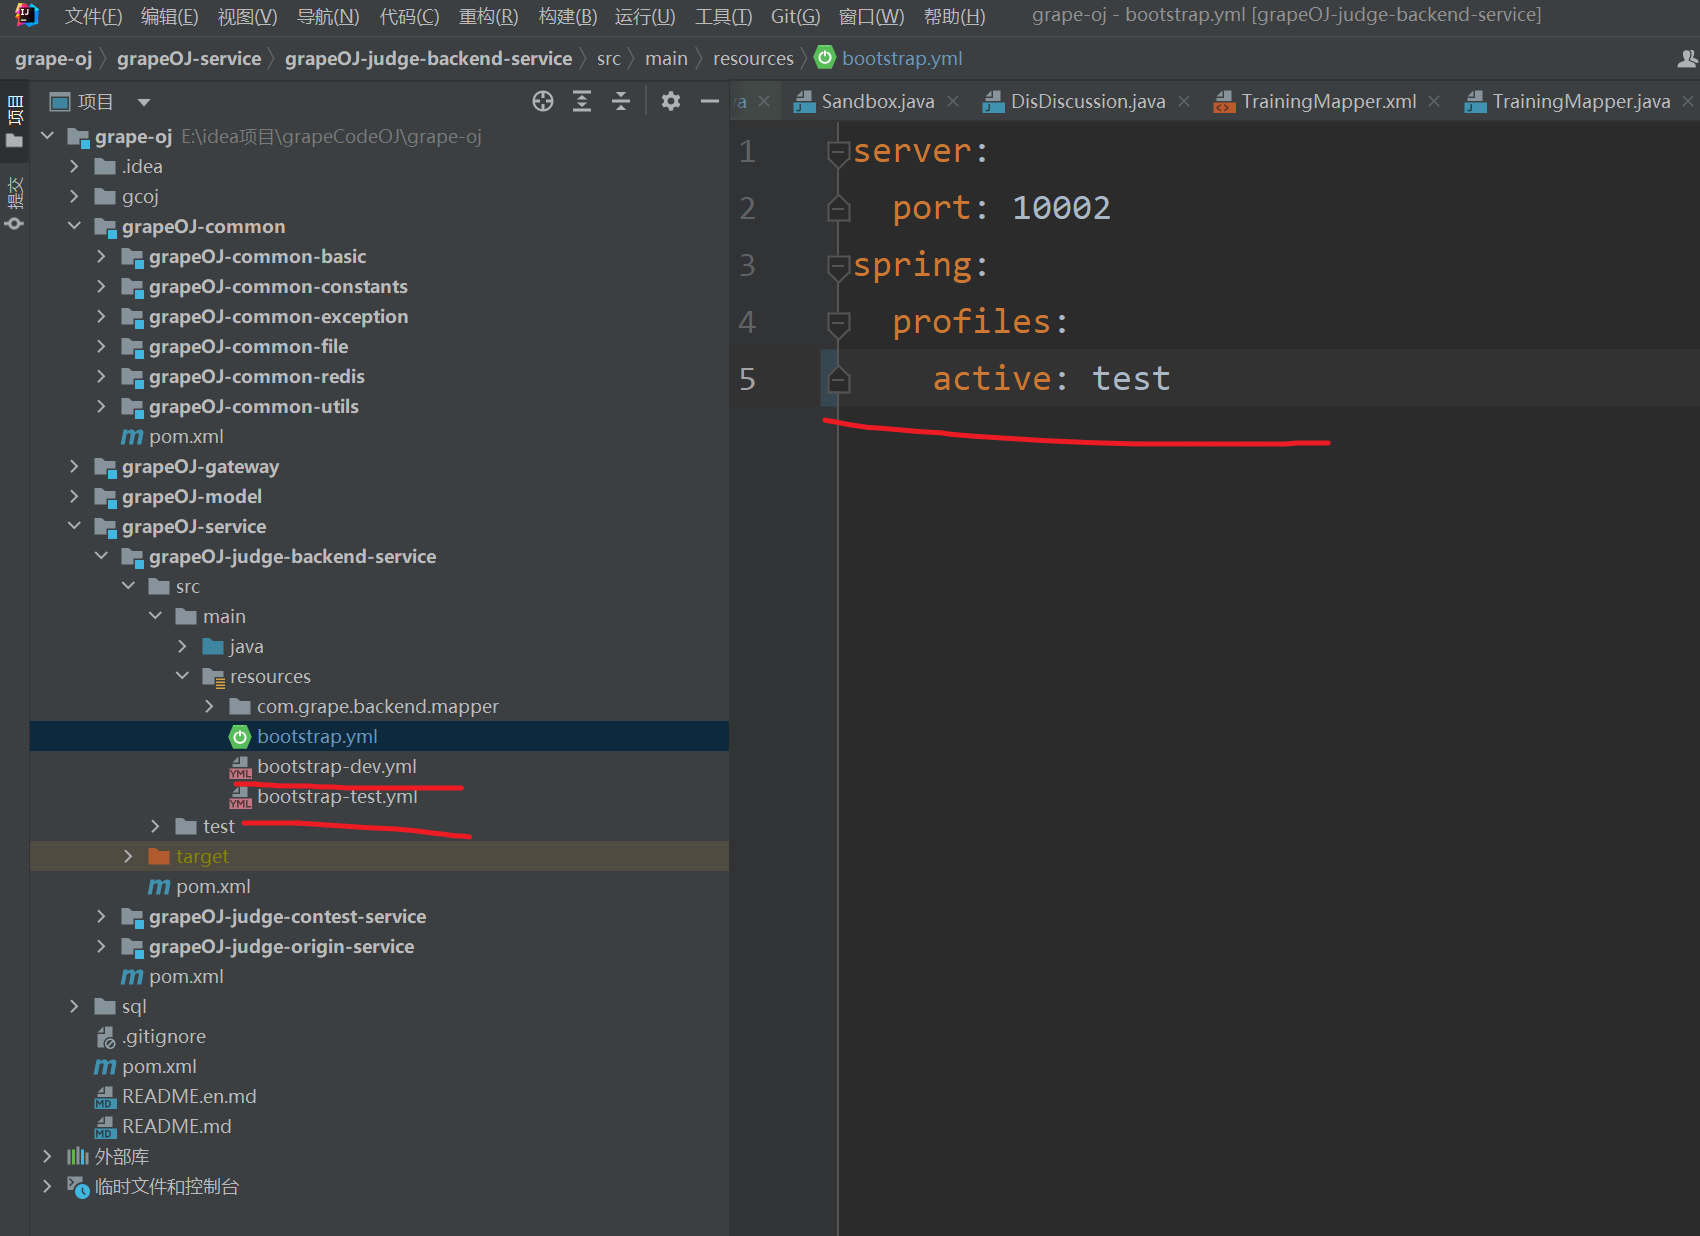 文件(F) 编辑(E) 视图(V) 导航(N) 代码(C) 重构(R) 构建(B) 运行(U) 工具(T) Git(G) 窗口(W) 帮助(H) grape-oj - bootstrap.yml [grapeOJ-judge-backend-service]
grape-oj grapeOJ-service grapeOJ-judge-backend-service src main resources bootstrap.yml
项目
提交
项目
grape-oj E:\idea项目\grapeCodeOJ\grape-oj
.idea
gcoj
grapeOJ-common
grapeOJ-common-basic
grapeOJ-common-constants
grapeOJ-common-exception
grapeOJ-common-file
grapeOJ-common-redis
grapeOJ-common-utils
pom.xml
grapeOJ-gateway
grapeOJ-model
grapeOJ-service
grapeOJ-judge-backend-service
src
main
java
resources
com.grape.backend.mapper
bootstrap.yml
bootstrap-dev.yml
bootstrap-test.yml
test
target
pom.xml
grapeOJ-judge-contest-service
grapeOJ-judge-origin-service
pom.xml
sql
.gitignore
pom.xml
README.en.md
README.md
外部库
临时文件和控制台
va Sandbox.java DisDiscussion.java TrainingMapper.xml TrainingMapper.java
1 server:
2 port: 10002
3 spring:
4 profiles:
5 active: test